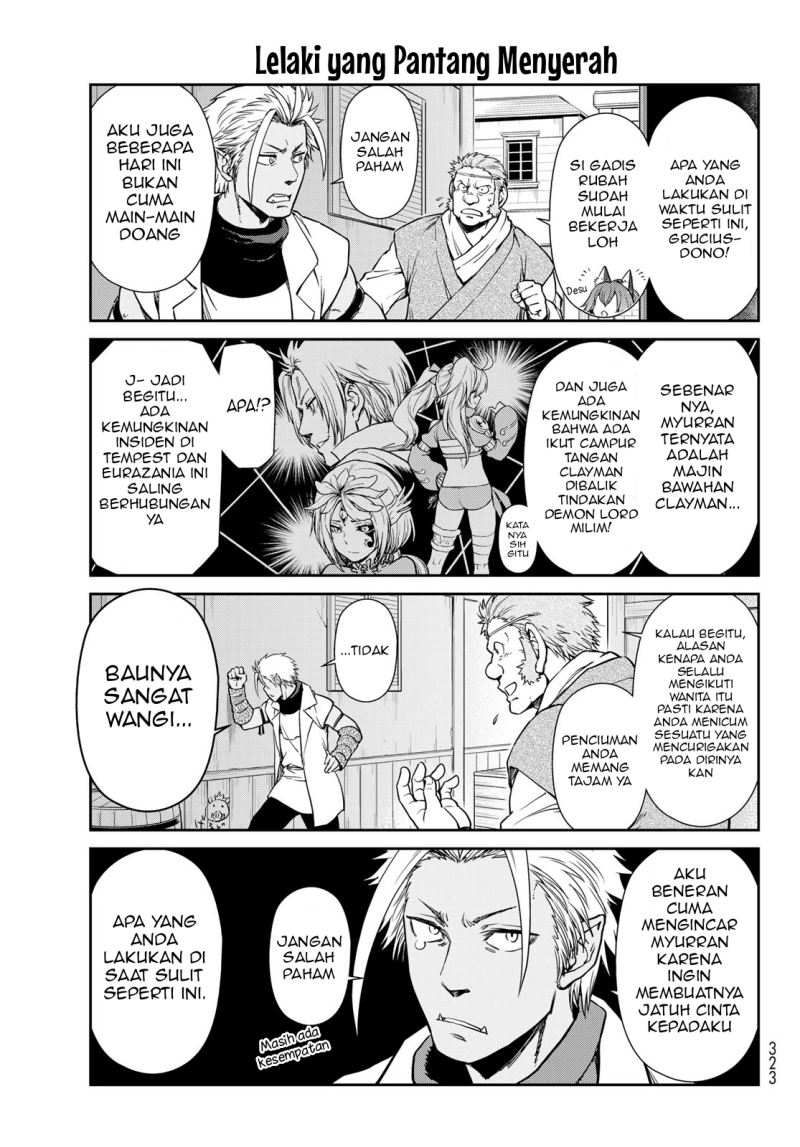 Lelaki yang Pantang Menyerah
APA YANG
ANDA
LAKUKAN DI
WAKTU SULIT
SEPERTI INI,
GRUCIUS-
DONO!
SI GADIS
RUBAH
SUDAH
MULAI
BEKERJA
LOH
Desu
JANGAN
SALAH
PAHAM
AKU JUGA
BEBERAPA
HARI INI
BUKAN
CUMA
MAIN-MAIN
DOANG
SEBENAR
NYA,
MYURRAN
TERNYATA
ADALAH
MAJIN
BAWAHAN
CLAYMAN...
DAN JUGA
ADA
KEMUNGKINAN
BAHWA ADA
IKUT CAMPUR
TANGAN
CLAYMAN
DIBALIK
TINDAKAN
DEMON LORD
MILIM!
KATA
NYA
SIH
GITU
APA!?
J- JADI
BEGITU...
ADA
KEMUNGKINAN
INSIDEN DI
TEMPEST DAN
EURAZANIA INI
SALING
BERHUBUNGAN
YA
KALAU BEGITU,
ALASAN
KENAPA ANDA
SELALU
MENGIKUTI
WANITA ITU
PASTI KARENA
ANDA MENICUM
SESUATU YANG
MENCURIGAKAN
PADA DIRINYA
KAN
PENCIUMAN
ANDA
MEMANG
TAJAM YA
...TIDAK
BAUNYA
SANGAT
WANGI...
AKU
BENERAN
CUMA
MENGINCAR
MYURRAN
KARENA
INGIN
MEMBUATNYA
JATUH CINTA
KEPADAKU
JANGAN
SALAH
PAHAM
Masih ada
kesempatan
APA YANG
ANDA
LAKUKAN DI
SAAT SULIT
SEPERTI INI.
323